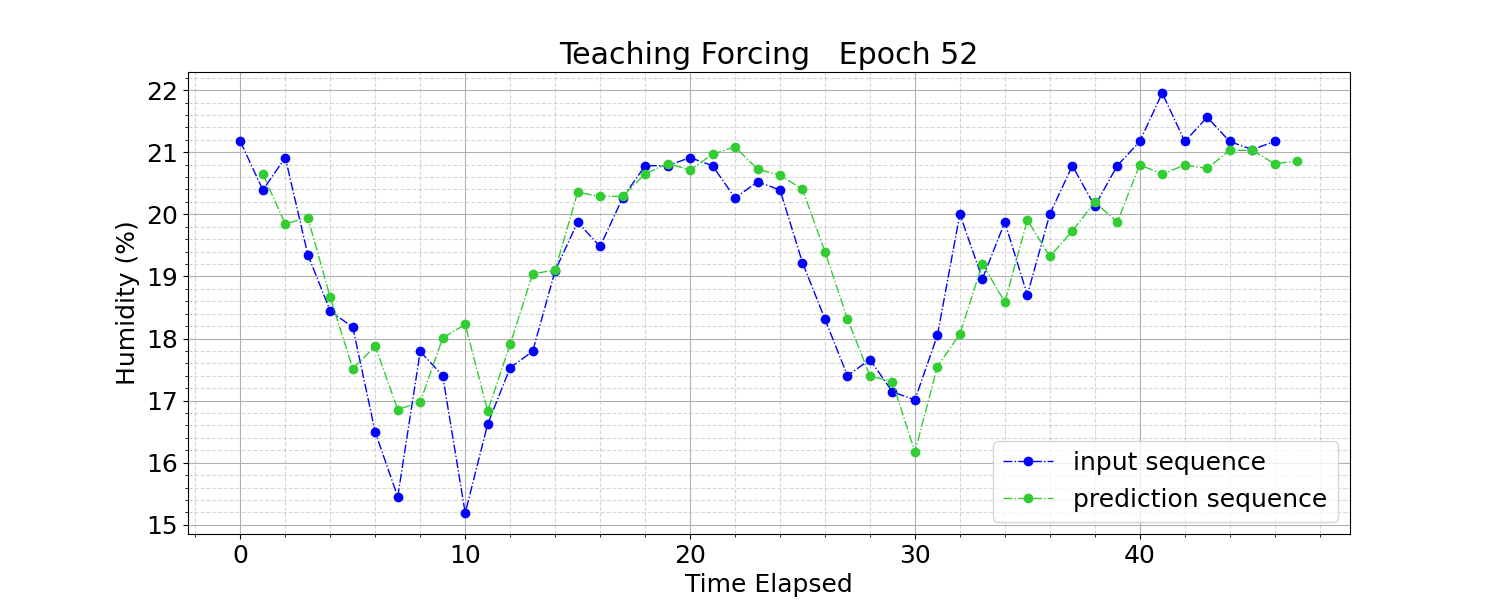 Teaching Forcing   Epoch 52
Humidity (%)
22
21
20
19
18
17
16
15
input sequence
prediction sequence
0 10 20 30 40
Time Elapsed